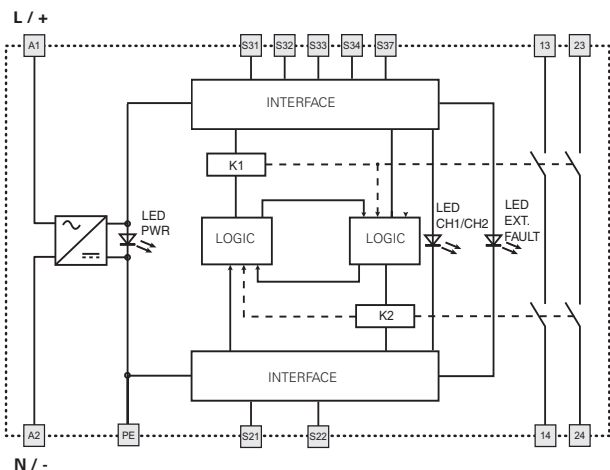 L / +
A1 S31 S32 S33 S34 S37 13 23
INTERFACE
K1
LED
PWR
LOGIC
LOGIC
LED
CH1/CH2
LED
EXT.
FAULT
K2
INTERFACE
A2 PE S21 S22 14 24
N / -